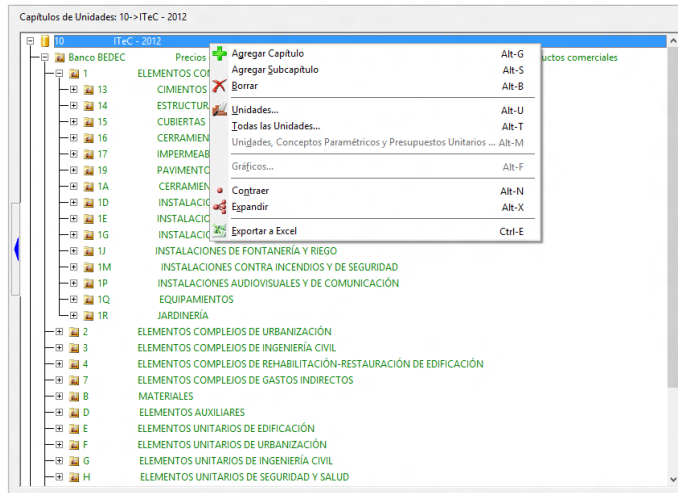 Capítulos de Unidades: 10->ITeC - 2012
10 ITeC - 2012
Banco BEDEC Precios
uctos comerciales
1 ELEMENTOS CO
13 CIMIENTOS
14 ESTRUCTUR
15 CUBIERTAS
16 CERRAMIEN
17 IMPERMEAB
19 PAVIMENTO
1A CERRAMIEN
1D INSTALACIO
1E INSTALACIO
1G INSTALACIO
1J INSTALACIONES DE FONTANERÍA Y RIEGO
1M INSTALACIONES CONTRA INCENDIOS Y DE SEGURIDAD
1P INSTALACIONES AUDIOVISUALES Y DE COMUNICACIÓN
1Q EQUIPAMIENTOS
1R JARDINERÍA
2 ELEMENTOS COMPLEJOS DE URBANIZACIÓN
3 ELEMENTOS COMPLEJOS DE INGENIERÍA CIVIL
4 ELEMENTOS COMPLEJOS DE REHABILITACIÓN-RESTAURACIÓN DE EDIFICACIÓN
7 ELEMENTOS COMPLEJOS DE GASTOS INDIRECTOS
B MATERIALES
D ELEMENTOS AUXILIARES
E ELEMENTOS UNITARIOS DE EDIFICACIÓN
F ELEMENTOS UNITARIOS DE URBANIZACIÓN
G ELEMENTOS UNITARIOS DE INGENIERÍA CIVIL
H ELEMENTOS UNITARIOS DE SEGURIDAD Y SALUD
Agregar Capítulo Alt-G
Agregar Subcapítulo Alt-S
Borrar Alt-B
Unidades... Alt-U
Todas las Unidades... Alt-T
Unidades, Conceptos Paramétricos y Presupuestos Unitarios ... Alt-M
Gráficos... Alt-F
Contraer Alt-N
Expandir Alt-X
Exportar a Excel Ctrl-E